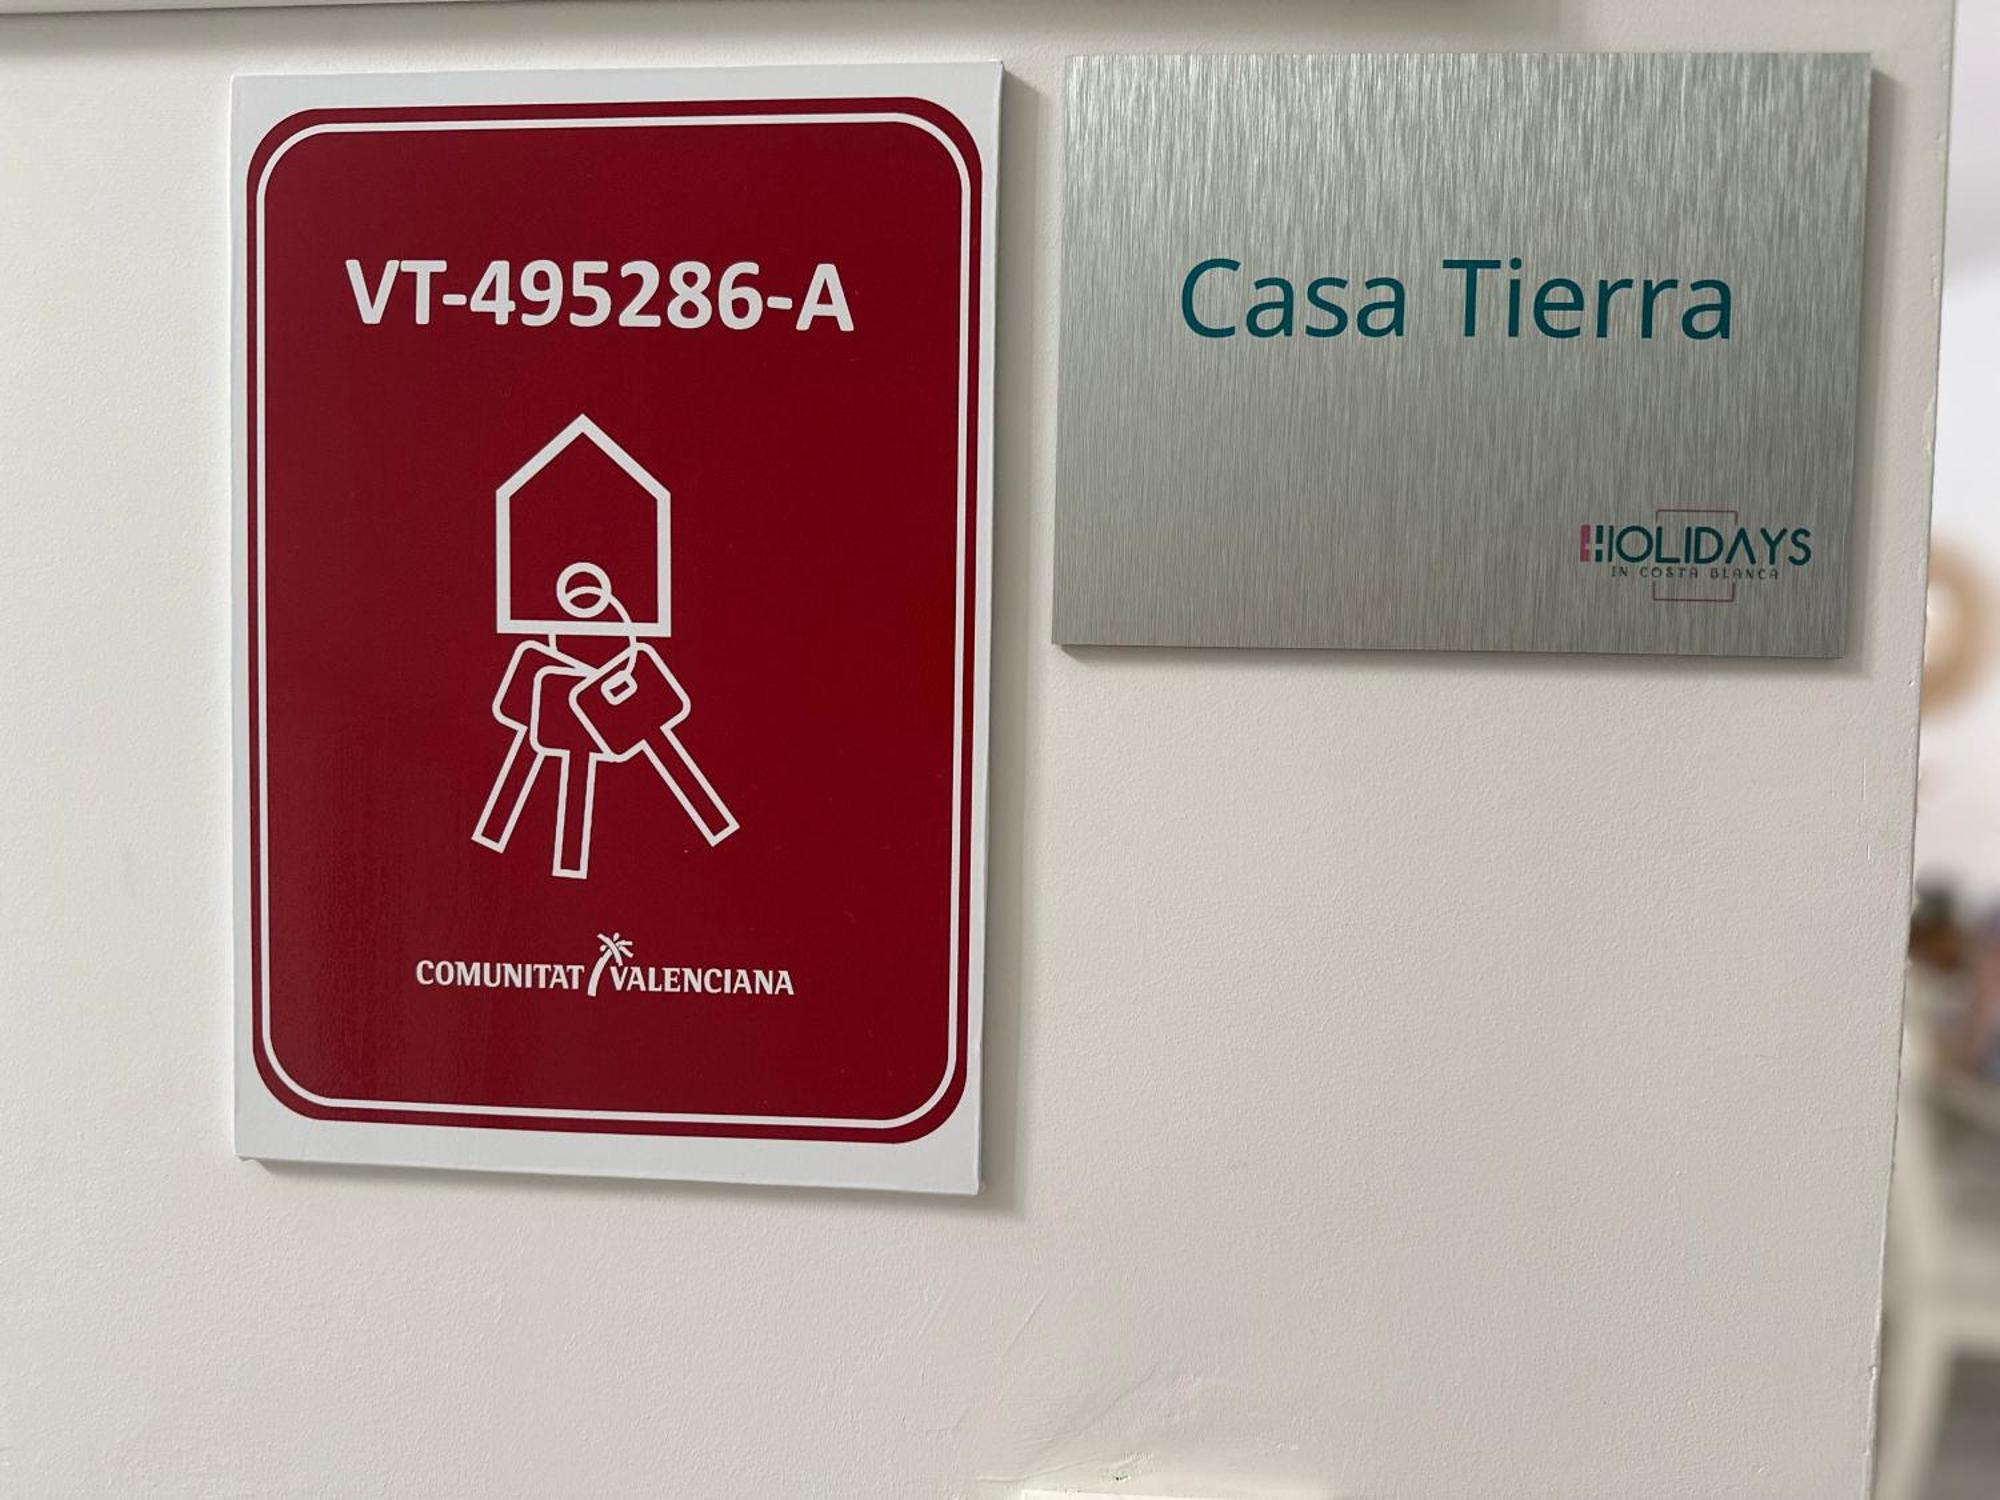 VT-495286-A
COMUNITAT VALENCIANA
Casa Tierra
HOLIDAYS
IN COSTA BLANCA